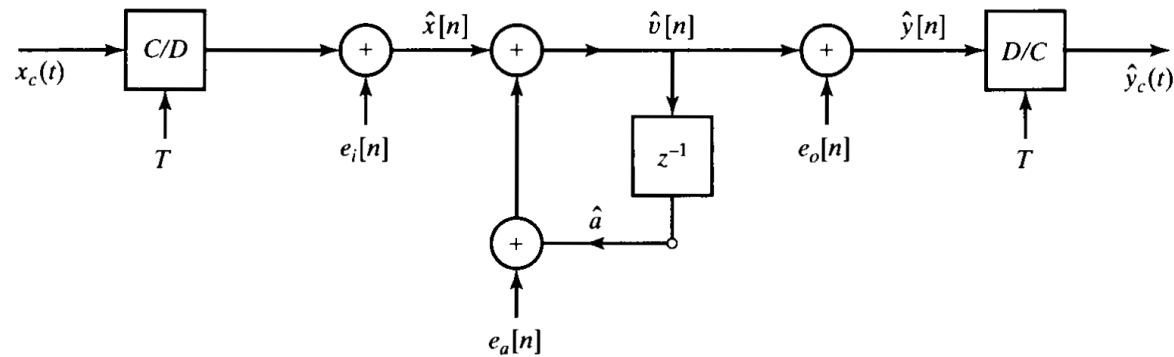 C/D
x̂[n]
v̂[n]
ŷ[n]
D/C
+
+
+
x_c(t)
ŷ_c(t)
T
e_i[n]
z⁻¹
e_o[n]
T
â
+
e_a[n]